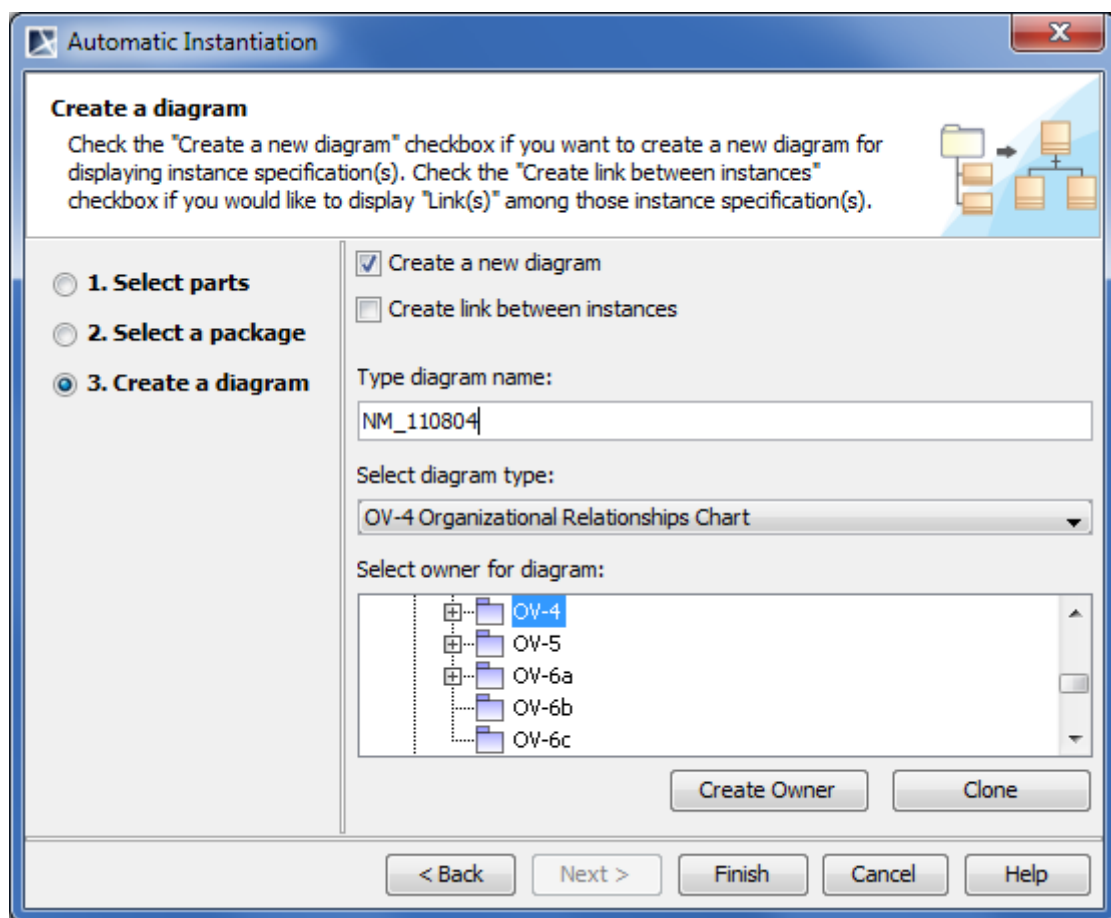 Automatic Instantiation
Create a diagram
Check the "Create a new diagram" checkbox if you want to create a new diagram for
displaying instance specification(s). Check the "Create link between instances"
checkbox if you would like to display "Link(s)" among those instance specification(s).
1. Select parts
2. Select a package
3. Create a diagram
Create a new diagram
Create link between instances
Type diagram name:
NM_110804
Select diagram type:
OV-4 Organizational Relationships Chart
Select owner for diagram:
OV-4
OV-5
OV-6a
OV-6b
OV-6c
Create Owner
Clone
< Back
Next >
Finish
Cancel
Help